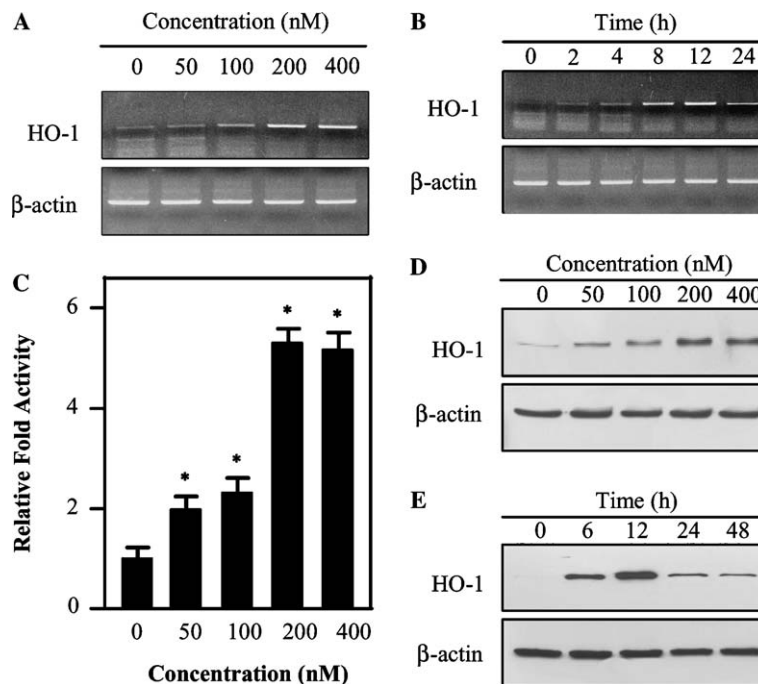 A
Concentration (nM)
0 50 100 200 400
HO-1
β-actin
B
Time (h)
0 2 4 8 12 24
HO-1
β-actin
C
Relative Fold Activity
6
4
2
0
* * * *
0 50 100 200 400
Concentration (nM)
D
Concentration (nM)
0 50 100 200 400
HO-1
β-actin
E
Time (h)
0 6 12 24 48
HO-1
β-actin